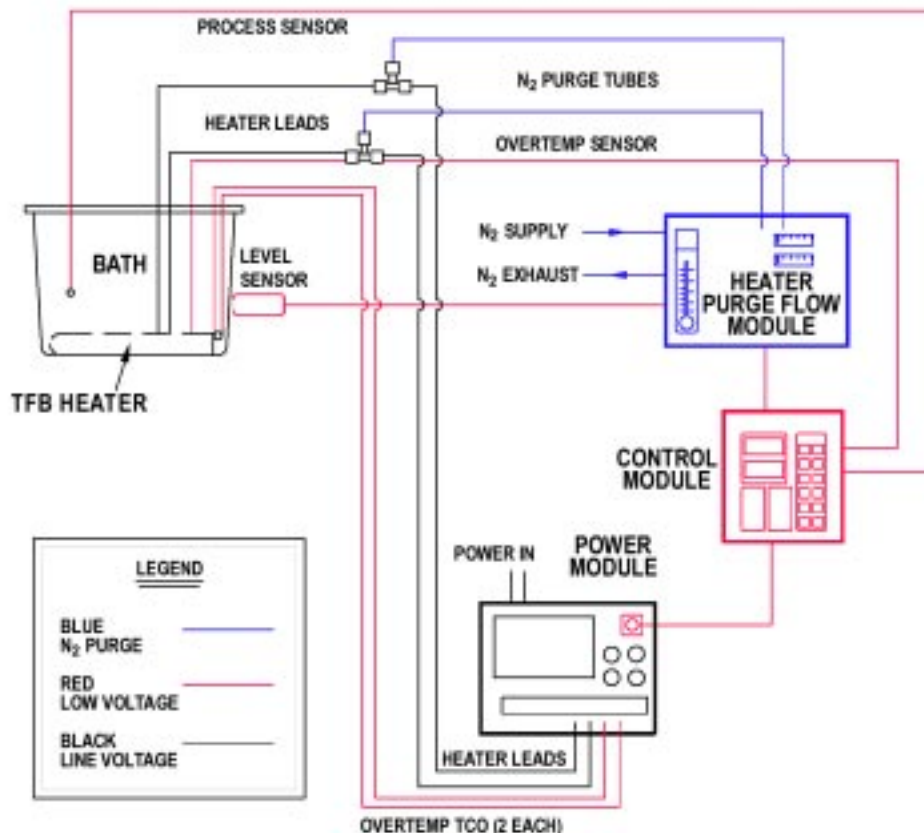 PROCESS SENSOR
N₂ PURGE TUBES
HEATER LEADS
OVERTEMP SENSOR
BATH
LEVEL
SENSOR
N₂ SUPPLY
N₂ EXHAUST
HEATER
PURGE FLOW
MODULE
TFB HEATER
CONTROL
MODULE
POWER IN
POWER
MODULE
LEGEND
BLUE
N₂ PURGE
RED
LOW VOLTAGE
BLACK
LINE VOLTAGE
HEATER LEADS
OVERTEMP TCO (2 EACH)